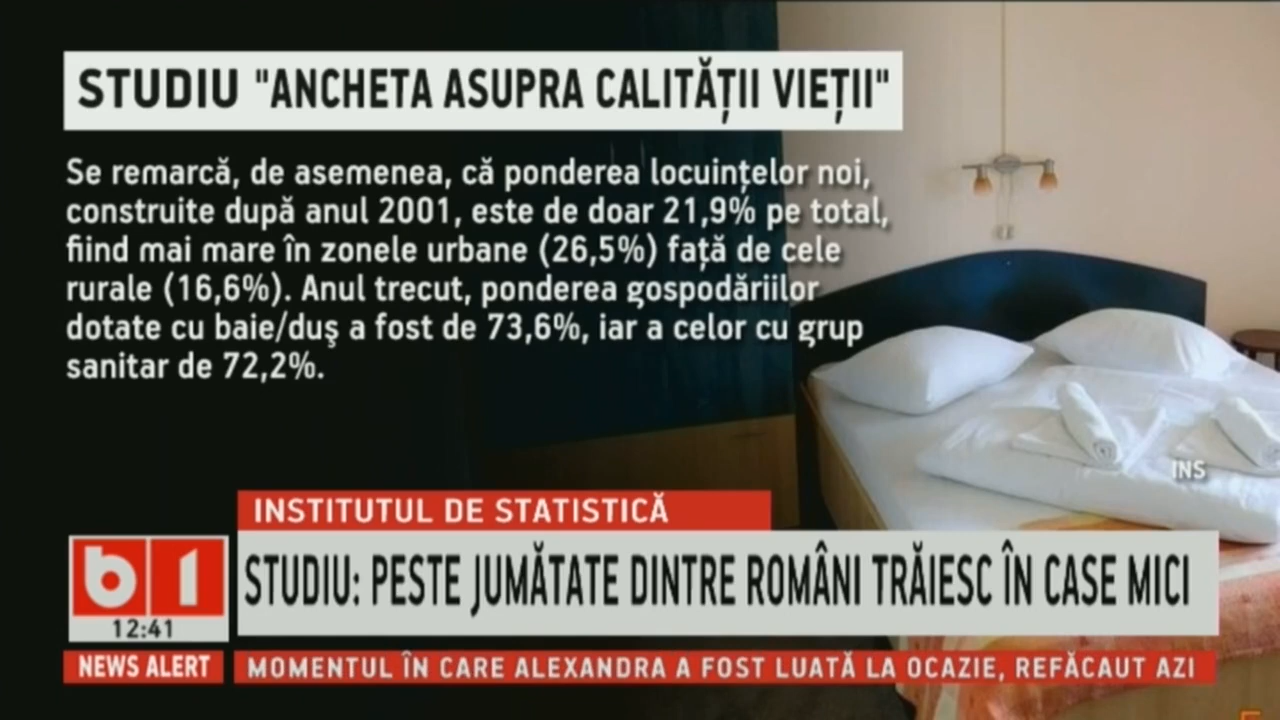 STUDIU "ANCHETA ASUPRA CALITĂȚII VIEȚII"
Se remarcă, de asemenea, că ponderea locuințelor noi,
construite după anul 2001, este de doar 21,9% pe total,
fiind mai mare în zonele urbane (26,5%) față de cele
rurale (16,6%). Anul trecut, ponderea gospodăriilor
dotate cu baie/duş a fost de 73,6%, iar a celor cu grup
sanitar de 72,2%.
INS
INSTITUTUL DE STATISTICĂ
b1
STUDIU: PESTE JUMĂTATE DINTRE ROMÂNI TRĂIESC ÎN CASE MICI
12:41
NEWS ALERT MOMENTUL ÎN CARE ALEXANDRA A FOST LUATĂ LA OCAZIE, REFĂCAUT AZI